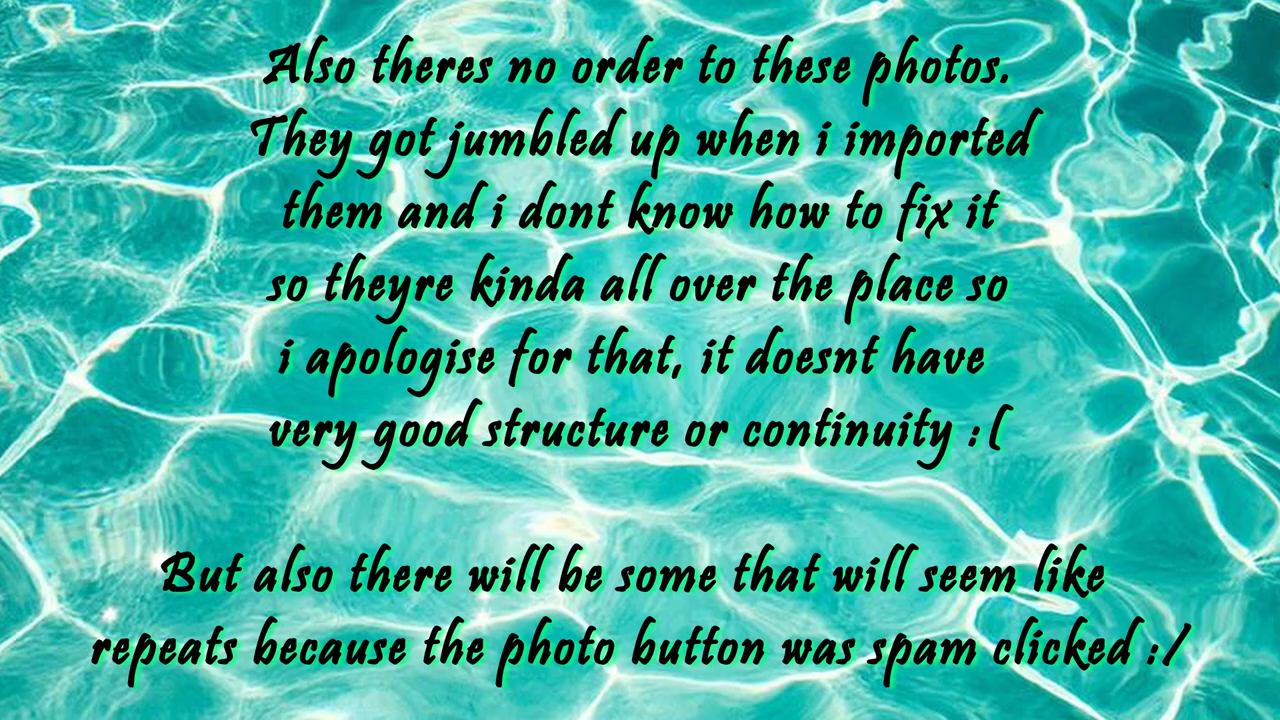 Also theres no order to these photos.
They got jumbled up when i imported
them and i dont know how to fix it
so theyre kinda all over the place so
i apologise for that, it doesnt have
very good structure or continuity :(
But also there will be some that will seem like
repeats because the photo button was spam clicked :/